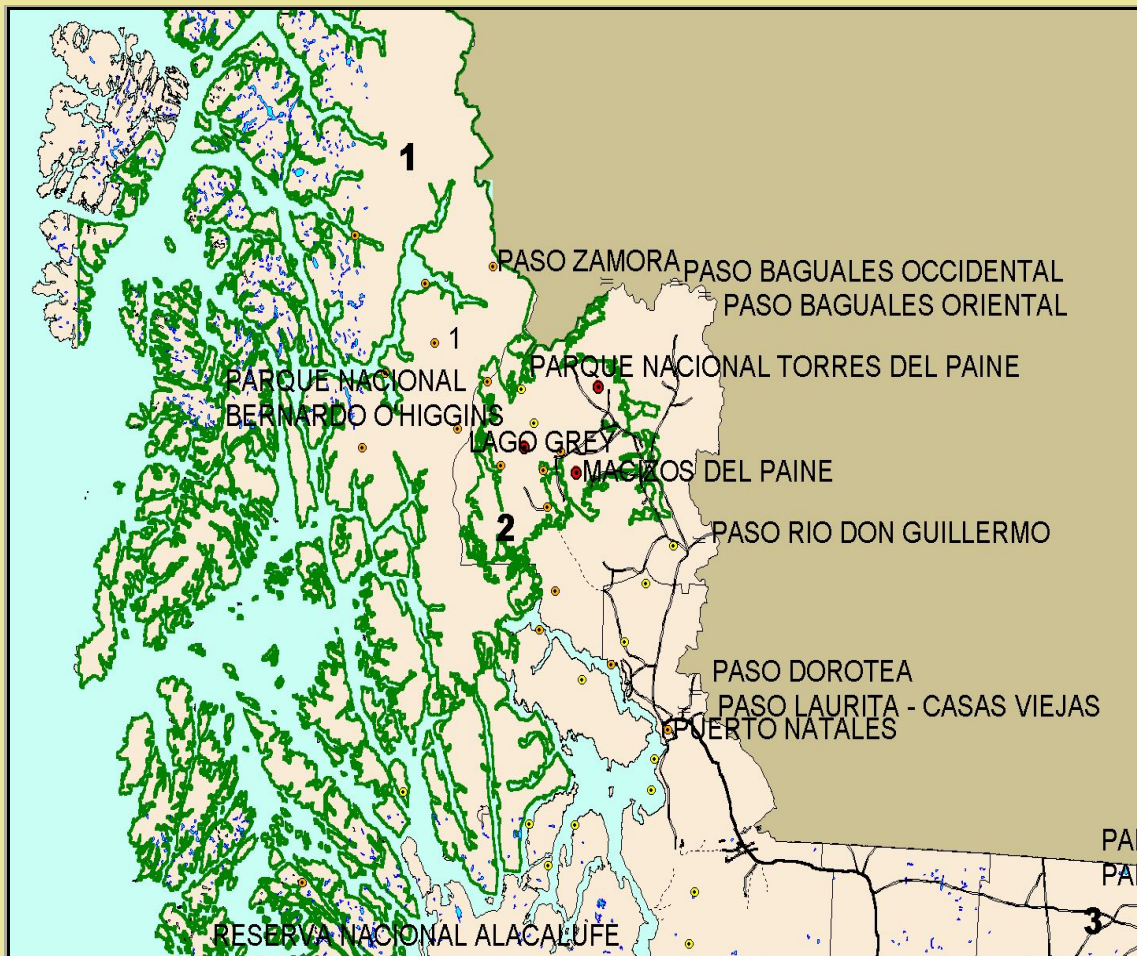 1
PASO ZAMORA
PASO BAGUALES OCCIDENTAL
PASO BAGUALES ORIENTAL
1
PARQUE NACIONAL TORRES DEL PAINE
PARQUE NACIONAL
BERNARDO O'HIGGINS
LAGO GREY
MACIZOS DEL PAINE
2
PASO RIO DON GUILLERMO
PASO DOROTEA
PASO LAURITA - CASAS VIEJAS
PUERTO NATALES
PA
PA
3
RESERVA NACIONAL ALACALUFE